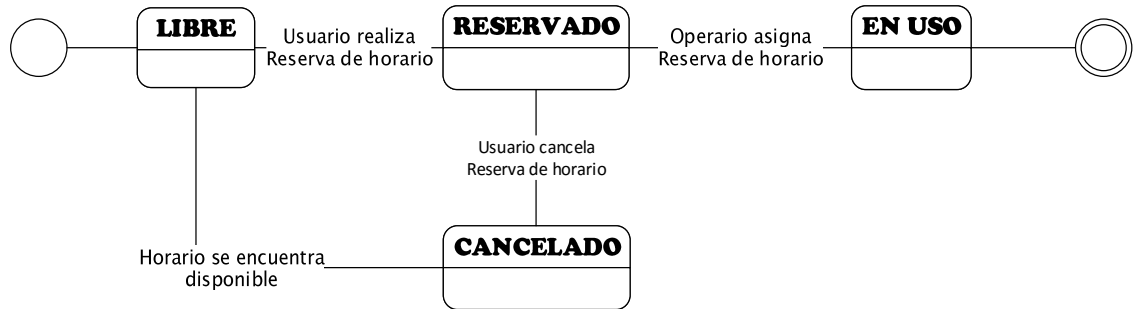 LIBRE
Usuario realiza
Reserva de horario
RESERVADO
Operario asigna
Reserva de horario
EN USO
Usuario cancela
Reserva de horario
CANCELADO
Horario se encuentra
disponible